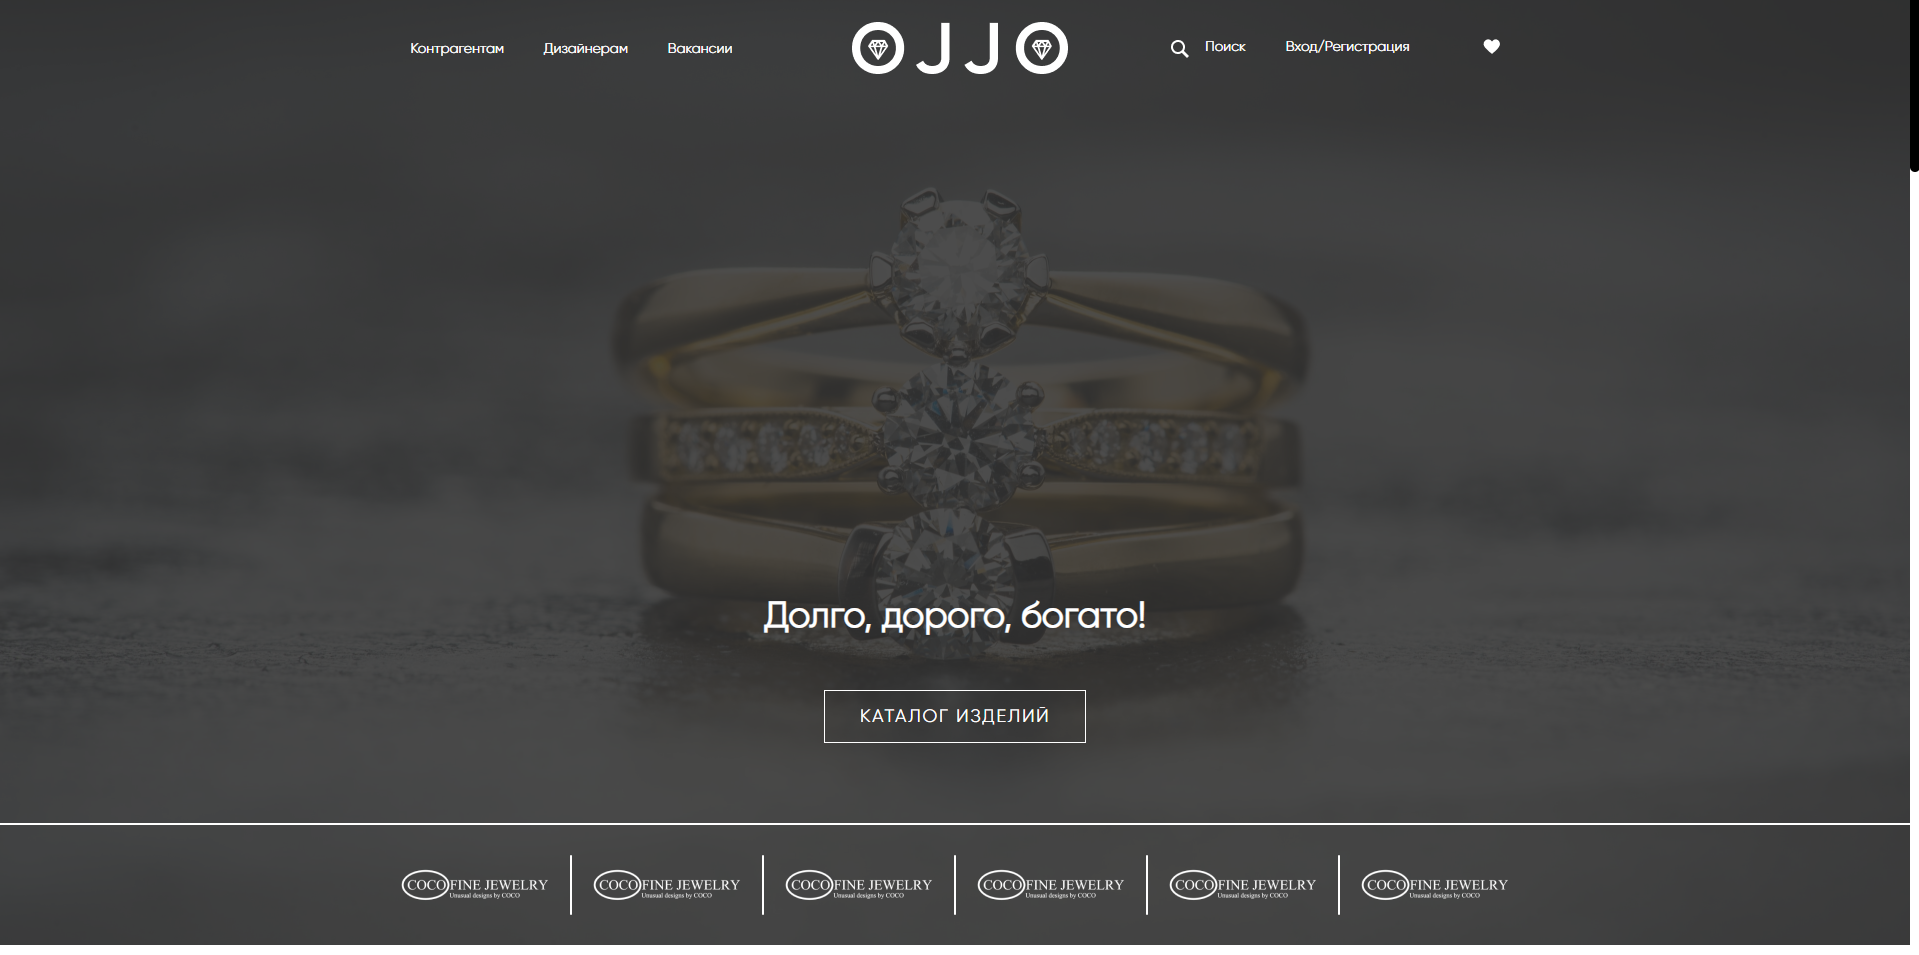 Контрагентам
Дизайнерам
Вакансии
OJJO
Поиск
Вход/Регистрация
Долго, дорого, богато!
КАТАЛОГ ИЗДЕЛИЙ
COCO FINE JEWELRY
Unusual designs by COCO
COCO FINE JEWELRY
Unusual designs by COCO
COCO FINE JEWELRY
Unusual designs by COCO
COCO FINE JEWELRY
Unusual designs by COCO
COCO FINE JEWELRY
Unusual designs by COCO
COCO FINE JEWELRY
Unusual designs by COCO